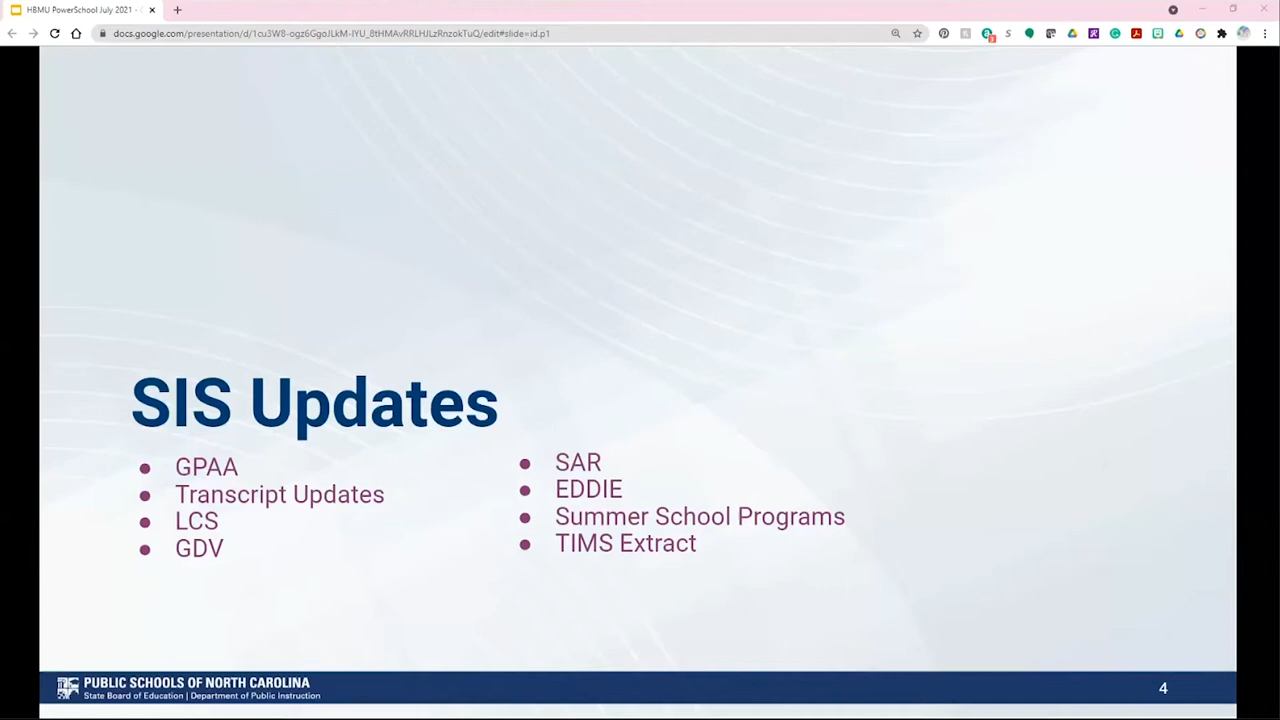 HBMU PowerSchool July 2021 -
docs.google.com/presentation/d/1cu3W8-ogz6GgoJLkM-IYU_8tHMAvRRLHJLzRnzokTuQ/edit#slide=id.p1
SIS Updates
GPAA
Transcript Updates
LCS
GDV
SAR
EDDIE
Summer School Programs
TIMS Extract
PUBLIC SCHOOLS OF NORTH CAROLINA
State Board of Education | Department of Public Instruction
4